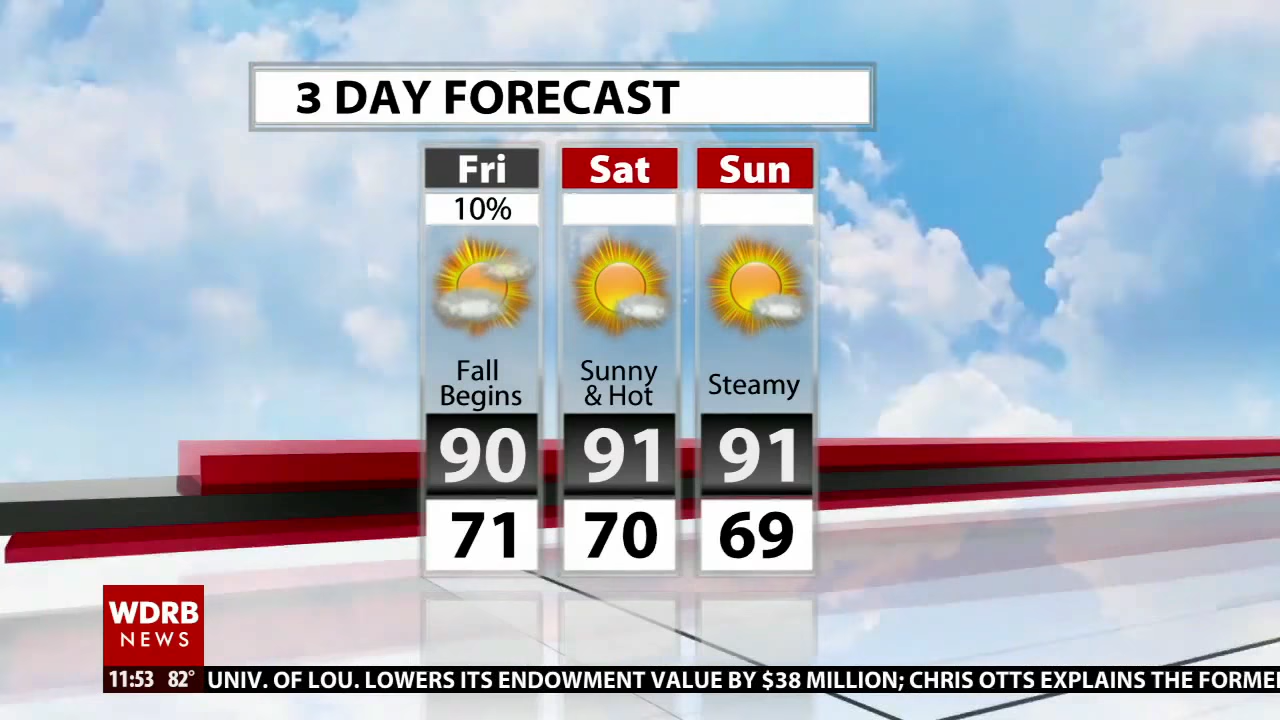 3 DAY FORECAST
Fri
Sat
Sun
10%
Fall
Begins
Sunny
& Hot
Steamy
90
91
91
71
70
69
WDRB
NEWS
11:53 82° UNIV. OF LOU. LOWERS ITS ENDOWMENT VALUE BY $38 MILLION; CHRIS OTTS EXPLAINS THE FORME